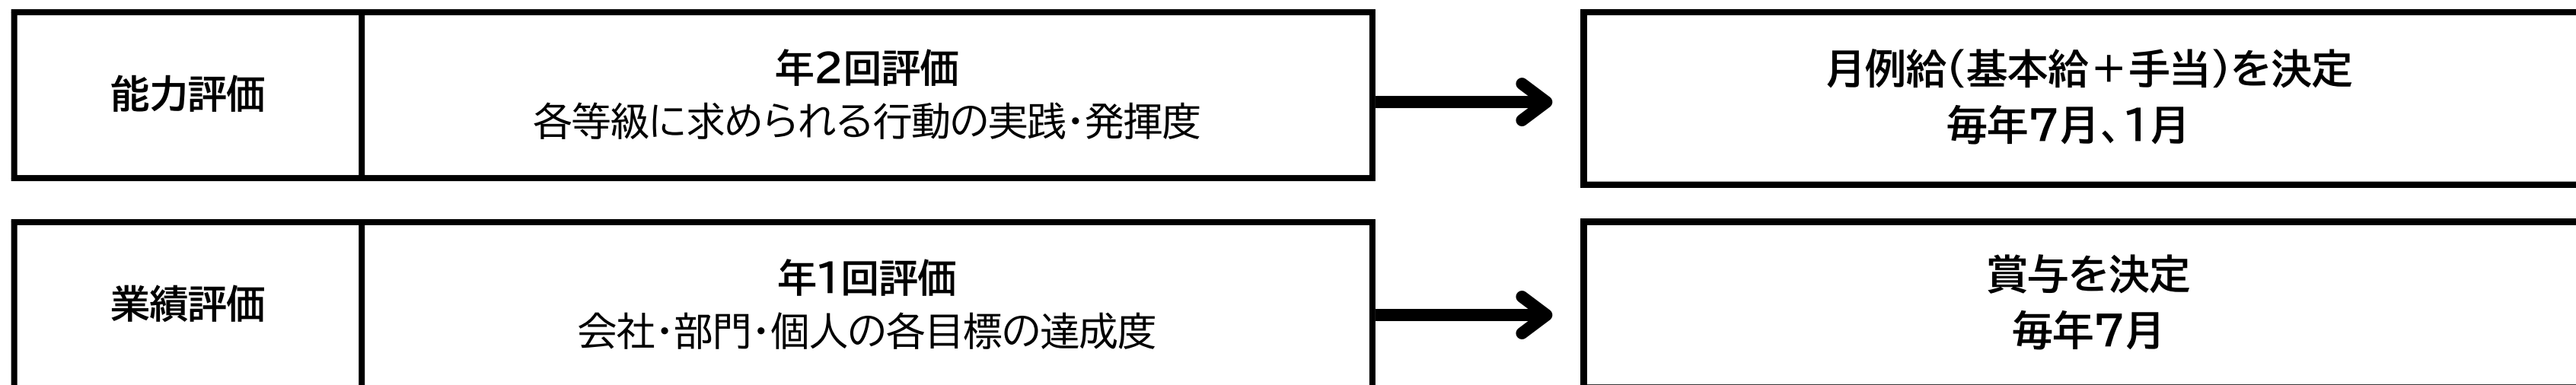 能力評価
年2回評価
各等級に求められる行動の実践・発揮度
月例給(基本給＋手当)を決定
毎年7月、1月
業績評価
年1回評価
会社・部門・個人の各目標の達成度
賞与を決定
毎年7月